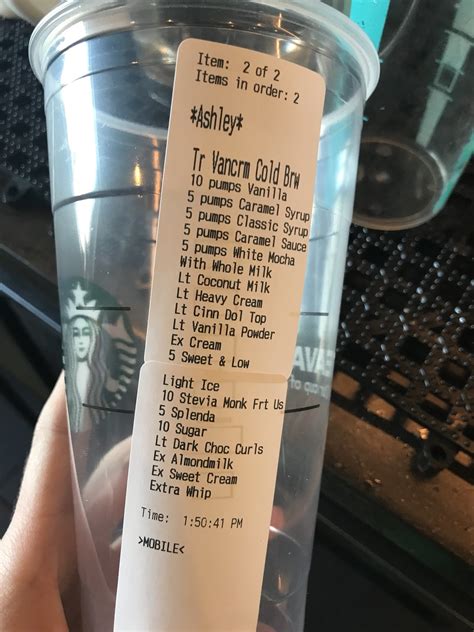 Item: 2 of 2
Items in order: 2
*Ashley*
Tr Vancrm Cold Brw
10 pumps Vanilla
5 pumps Caramel Syrup
5 pumps Classic Syrup
5 pumps Caramel Sauce
5 pumps White Mocha
With Whole Milk
Lt Coconut Milk
Lt Heavy Cream
Lt Cinn Dol Top
Lt Vanilla Powder
Ex Cream
5 Sweet & Low
Light Ice
10 Stevia Monk Frt Us
5 Splenda
10 Sugar
Lt Dark Choc Curls
Ex Almondmilk
Ex Sweet Cream
Extra Whip
Time: 1:50:41 PM
>MOBILE<